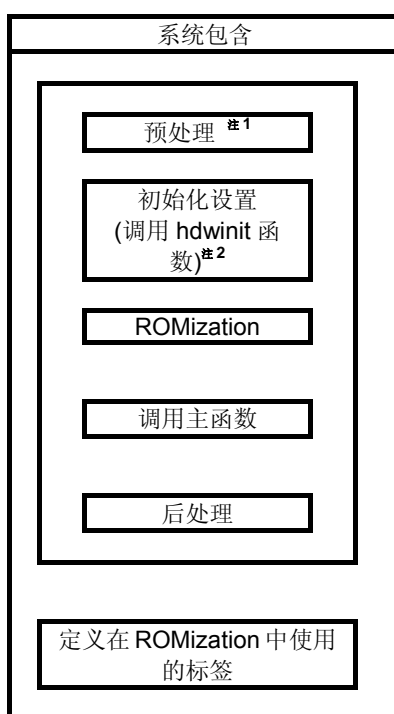 系统包含
预处理 注1
初始化设置
(调用 hdwinit 函
数)注2
ROMization
调用主函数
后处理
定义在 ROMization 中使用
的标签